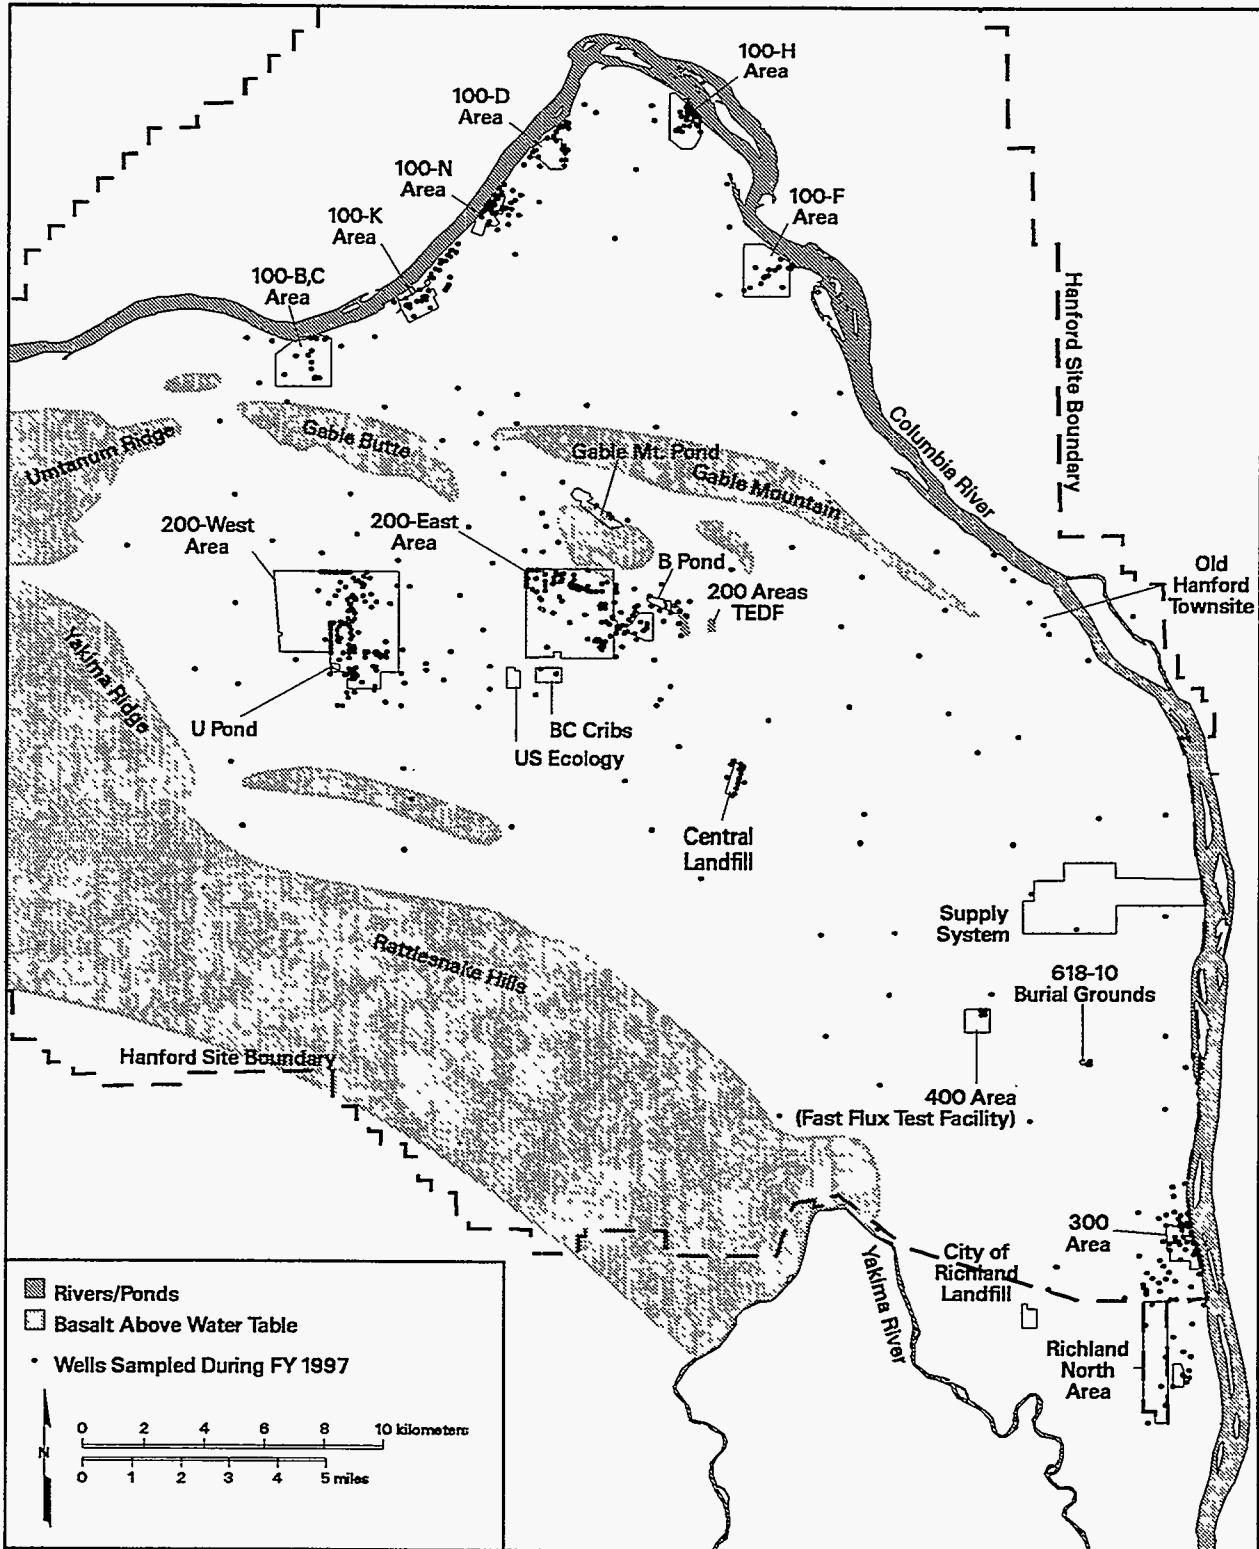 100-H
Area
100-D
Area
100-N
Area
100-K
Area
100-F
Area
100-B,C
Area
Hanford Site Boundary
Columbia River
Umtanum Ridge
Gable Butte
Gable Mt. Pond
Gable Mountain
200-West
Area
200-East
Area
B Pond
200 Areas
TEDF
Old
Hanford
Townsite
Yakima Ridge
U Pond
BC Cribs
US Ecology
Central
Landfill
Supply
System
Rattlesnake Hills
618-10
Burial Grounds
Hanford Site Boundary
400 Area
(Fast Flux Test Facility)
300
Area
City of
Richland
Landfill
Yakima River
Richland
North
Area
Rivers/Ponds
Basalt Above Water Table
Wells Sampled During FY 1997
N
0 2 4 6 8 10 kilometers
0 1 2 3 4 5 miles